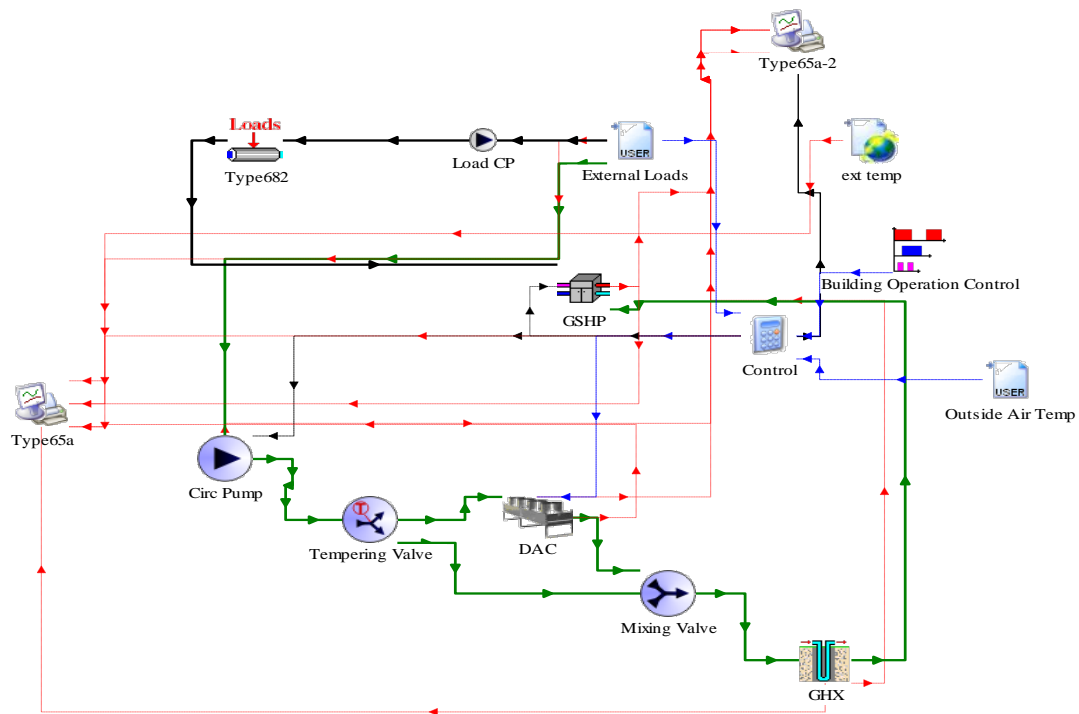 Type65a-2
Loads
Type682
Load CP
USER
External Loads
ext temp
Building Operation Control
GSHP
Control
USER
Outside Air Temp
Type65a
Circ Pump
T
Tempering Valve
DAC
Mixing Valve
GHX